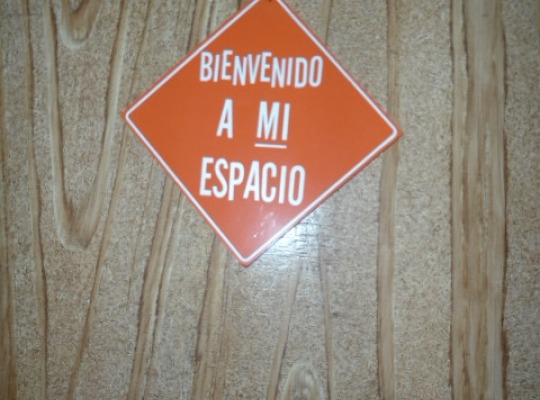 BIENVENIDO
A MI
ESPACIO